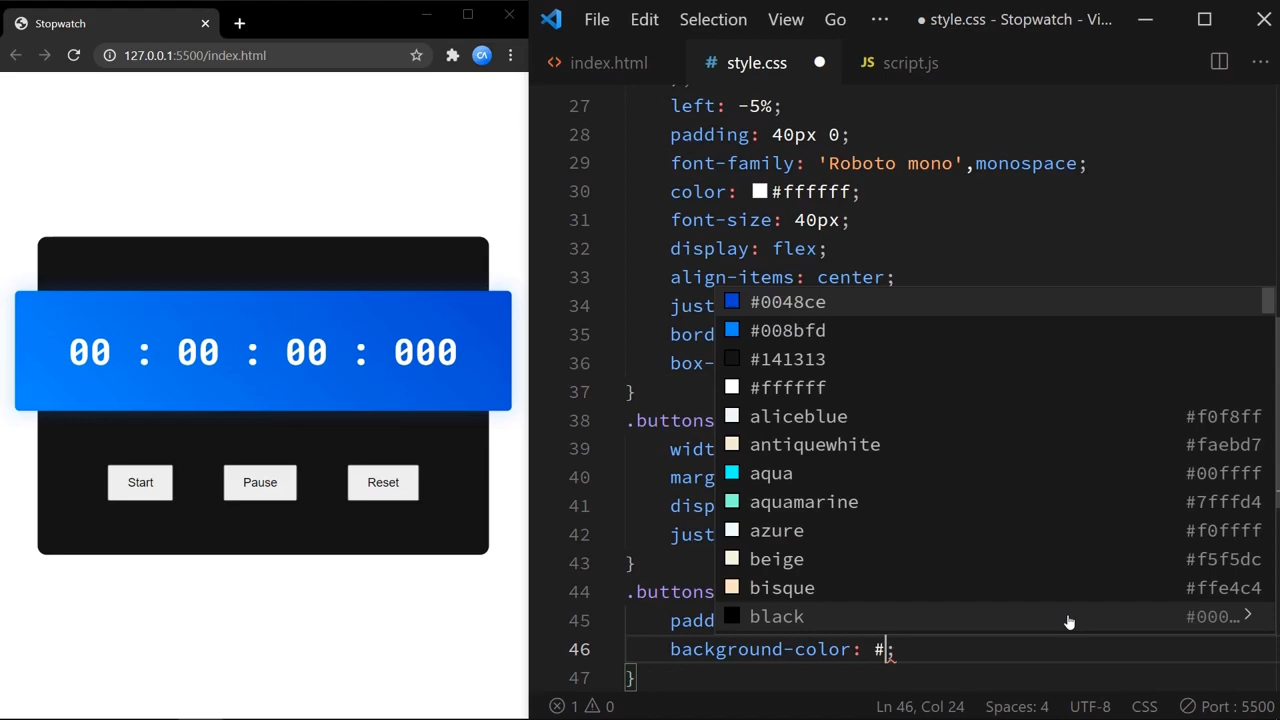 Stopwatch
127.0.0.1:5500/index.html
00 : 00 : 00 : 000
Start
Pause
Reset
File Edit Selection View Go ··· ● style.css - Stopwatch - Vi...
<> index.html
# style.css ●
JS script.js
27 left: -5%;
28 padding: 40px 0;
29 font-family: 'Roboto mono',monospace;
30 color: #ffffff;
31 font-size: 40px;
32 display: flex;
33 align-items: center;
34 just
35 bord
36 box-
37 }
38 .buttons
39 widt
40 marg
41 disp
42 just
43 }
44 .buttons
45 padd
46 background-color: #;
47 }
#0048ce
#008bfd
#141313
#ffffff
aliceblue #f0f8ff
antiquewhite #faebd7
aqua #00ffff
aquamarine #7fffd4
azure #f0ffff
beige #f5f5dc
bisque #ffe4c4
black #000…
1 0 Ln 46, Col 24 Spaces: 4 UTF-8 CSS Port : 5500